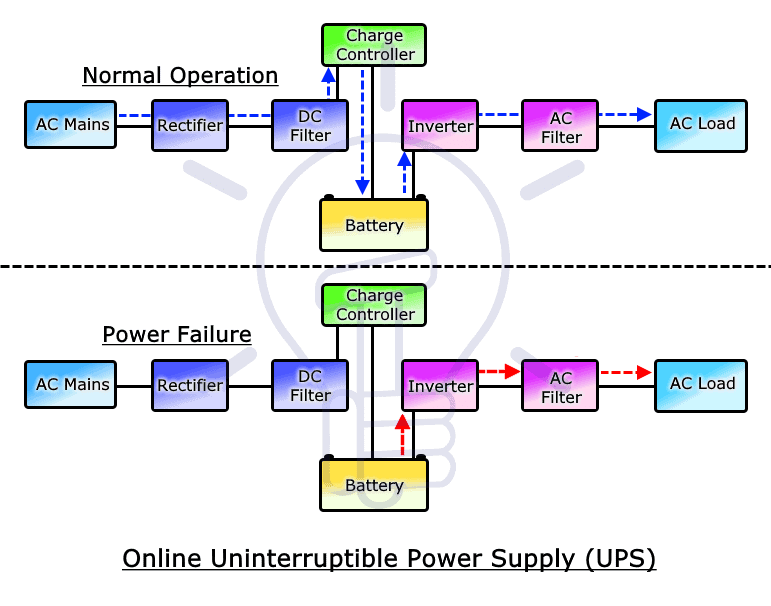 Normal Operation
Charge
Controller
AC Mains
Rectifier
DC
Filter
Inverter
AC
Filter
AC Load
Battery
Power Failure
Charge
Controller
AC Mains
Rectifier
DC
Filter
Inverter
AC
Filter
AC Load
Battery
Online Uninterruptible Power Supply (UPS)